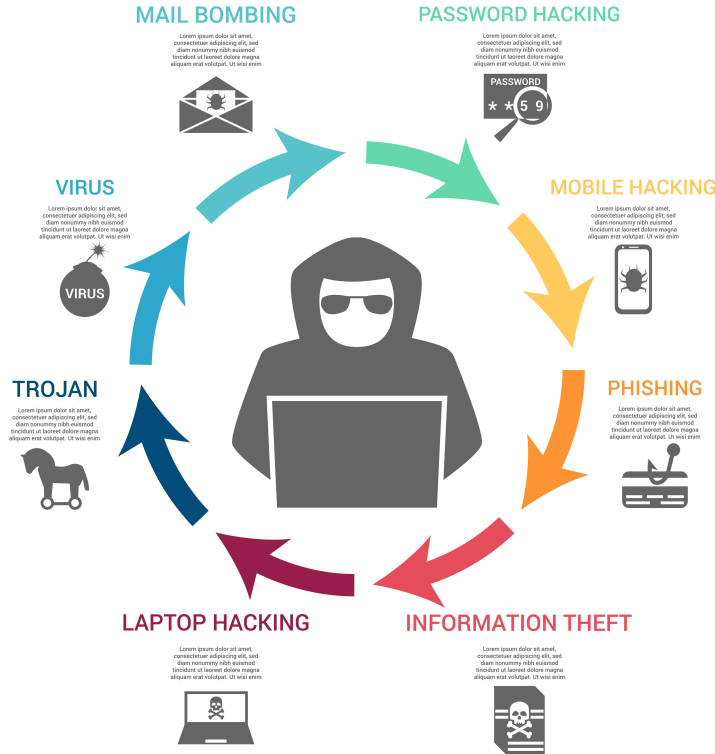 MAIL BOMBING
Lorem ipsum dolor sit amet,
consectetuer adipiscing elit, sed
diam nonummy nibh euismod
tincidunt ut laoreet dolore magna
aliquam erat volutpat. Ut wisi enim
PASSWORD HACKING
Lorem ipsum dolor sit amet,
consectetuer adipiscing elit, sed
diam nonummy nibh euismod
tincidunt ut laoreet dolore magna
aliquam erat volutpat. Ut wisi enim
PASSWORD
**59
MOBILE HACKING
Lorem ipsum dolor sit amet,
consectetuer adipiscing elit, sed
diam nonummy nibh euismod
tincidunt ut laoreet dolore magna
aliquam erat volutpat. Ut wisi enim
PHISHING
Lorem ipsum dolor sit amet,
consectetuer adipiscing elit, sed
diam nonummy nibh euismod
tincidunt ut laoreet dolore magna
aliquam erat volutpat. Ut wisi enim
INFORMATION THEFT
Lorem ipsum dolor sit amet,
consectetuer adipiscing elit, sed
diam nonummy nibh euismod
tincidunt ut laoreet dolore magna
aliquam erat volutpat. Ut wisi enim
LAPTOP HACKING
Lorem ipsum dolor sit amet,
consectetuer adipiscing elit, sed
diam nonummy nibh euismod
tincidunt ut laoreet dolore magna
aliquam erat volutpat. Ut wisi enim
TROJAN
Lorem ipsum dolor sit amet,
consectetuer adipiscing elit, sed
diam nonummy nibh euismod
tincidunt ut laoreet dolore magna
aliquam erat volutpat. Ut wisi enim
VIRUS
Lorem ipsum dolor sit amet,
consectetuer adipiscing elit, sed
diam nonummy nibh euismod
tincidunt ut laoreet dolore magna
aliquam erat volutpat. Ut wisi enim
VIRUS